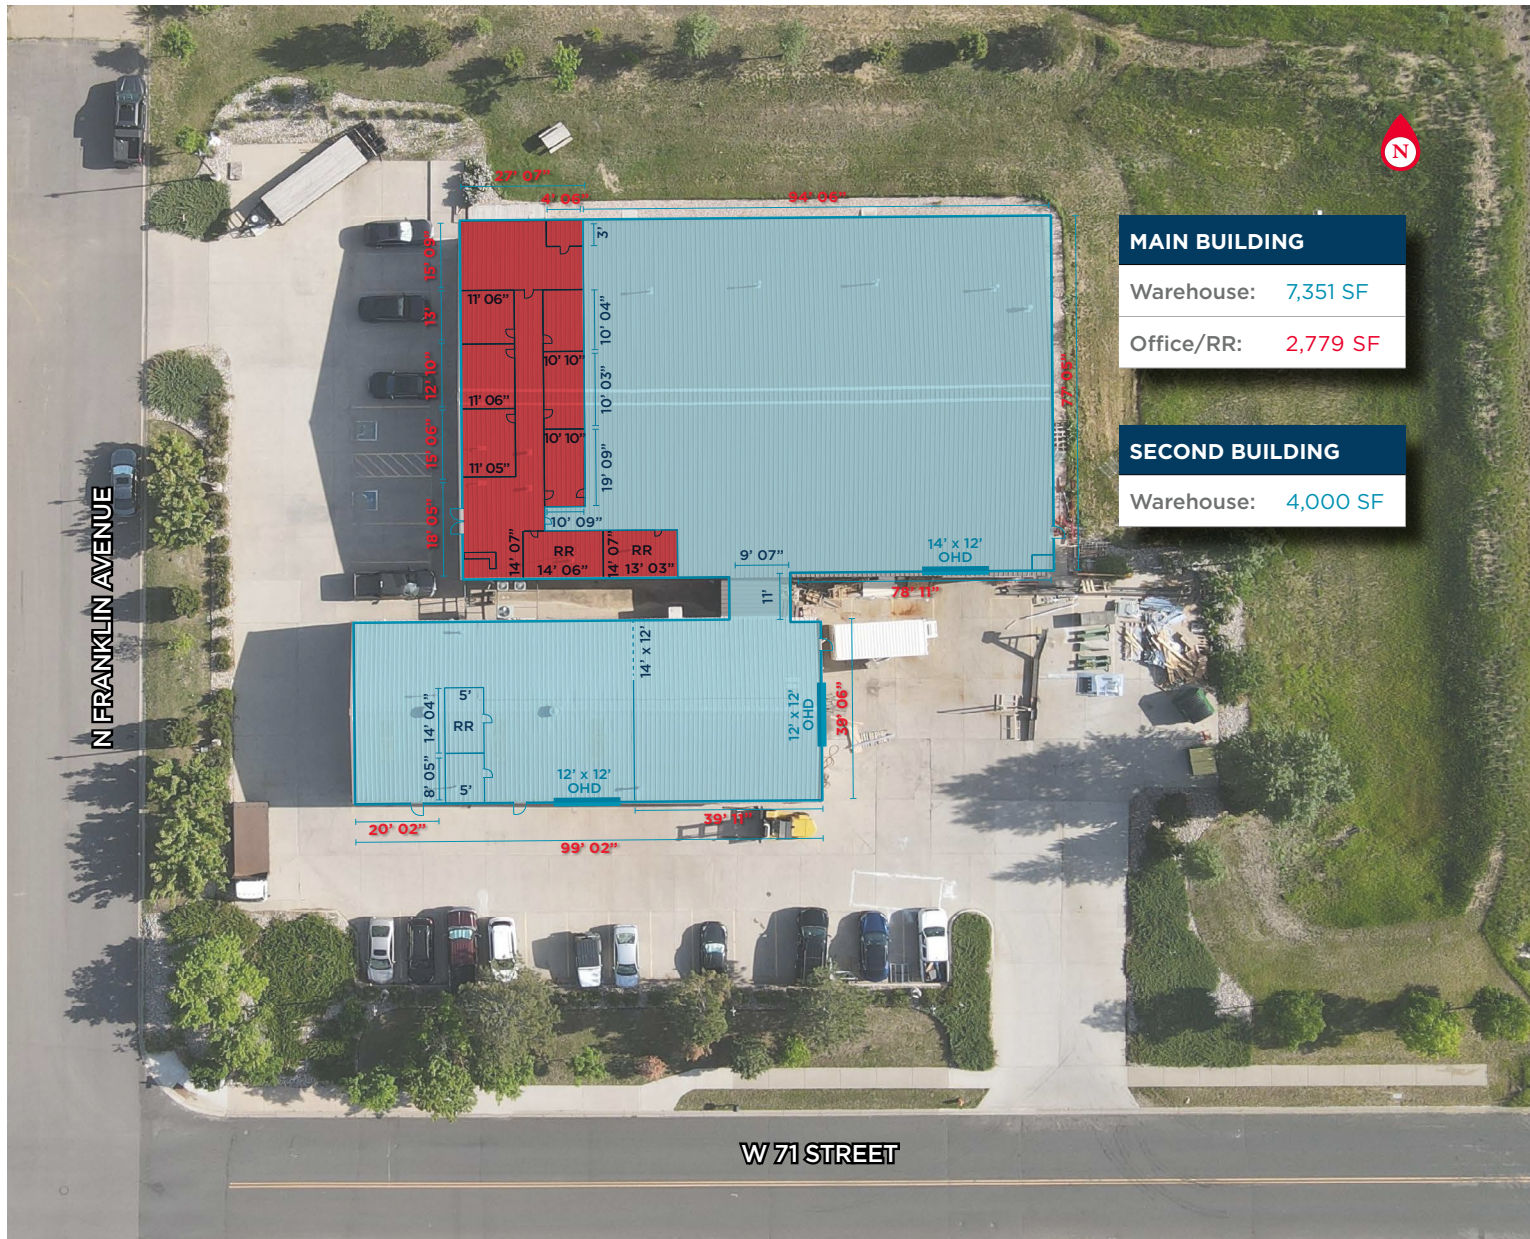 N
MAIN BUILDING
Warehouse: 7,351 SF
Office/RR: 2,779 SF
SECOND BUILDING
Warehouse: 4,000 SF
27' 07"
4' 06"
94' 06"
3'
15' 09"
13'
12' 10"
15' 06"
18' 05"
11' 06"
11' 06"
11' 05"
10' 04"
10' 10"
10' 03"
10' 10"
19' 09"
10' 09"
14' 07"
RR
14' 06"
14' 07"
RR
13' 03"
9' 07"
11'
14' x 12'
OHD
78' 11"
14' x 12'
5'
14' 04"
RR
8' 05"
5'
12' x 12'
OHD
12' x 12'
OHD
39' 06"
20' 02"
39' 11"
99' 02"
N FRANKLIN AVENUE
W 71 STREET